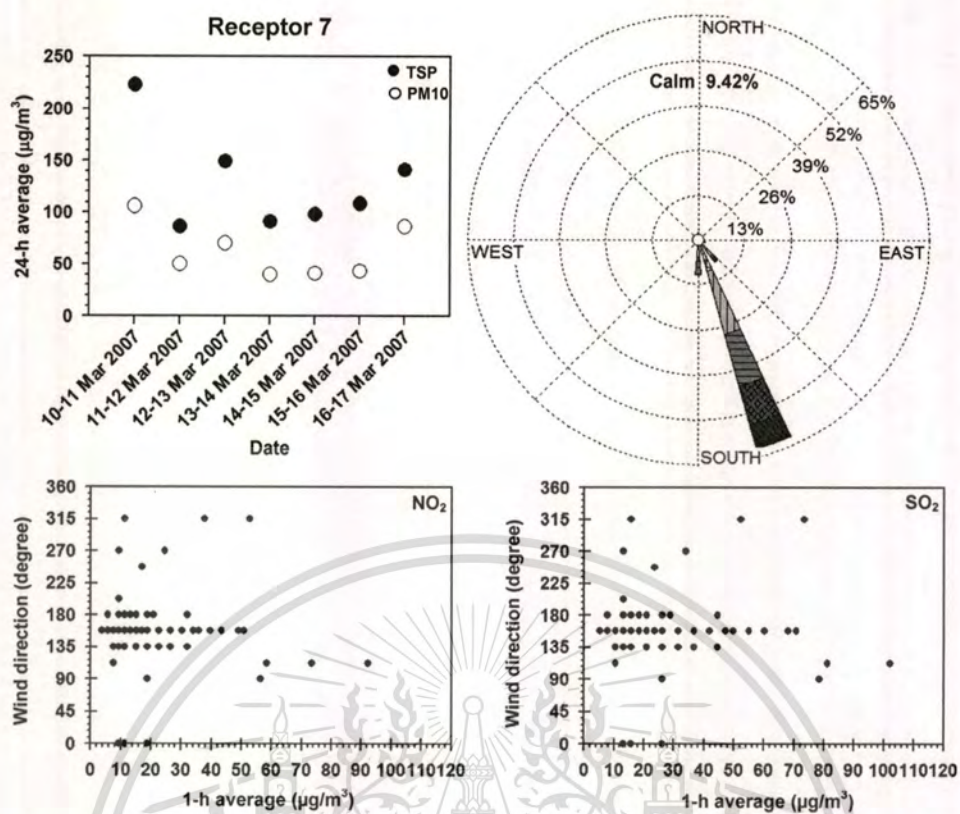 Receptor 7
250
200
150
100
50
0
24-h average (µg/m³)
TSP
PM10
10-11 Mar 2007
11-12 Mar 2007
12-13 Mar 2007
13-14 Mar 2007
14-15 Mar 2007
15-16 Mar 2007
16-17 Mar 2007
Date
NORTH
Calm 9.42%
65%
52%
39%
26%
13%
WEST
EAST
SOUTH
360
315
270
225
180
135
90
45
0
Wind direction (degree)
NO₂
0 10 20 30 40 50 60 70 80 90 100 110 120
1-h average (µg/m³)
360
315
270
225
180
135
90
45
0
Wind direction (degree)
SO₂
0 10 20 30 40 50 60 70 80 90 100 110 120
1-h average (µg/m³)